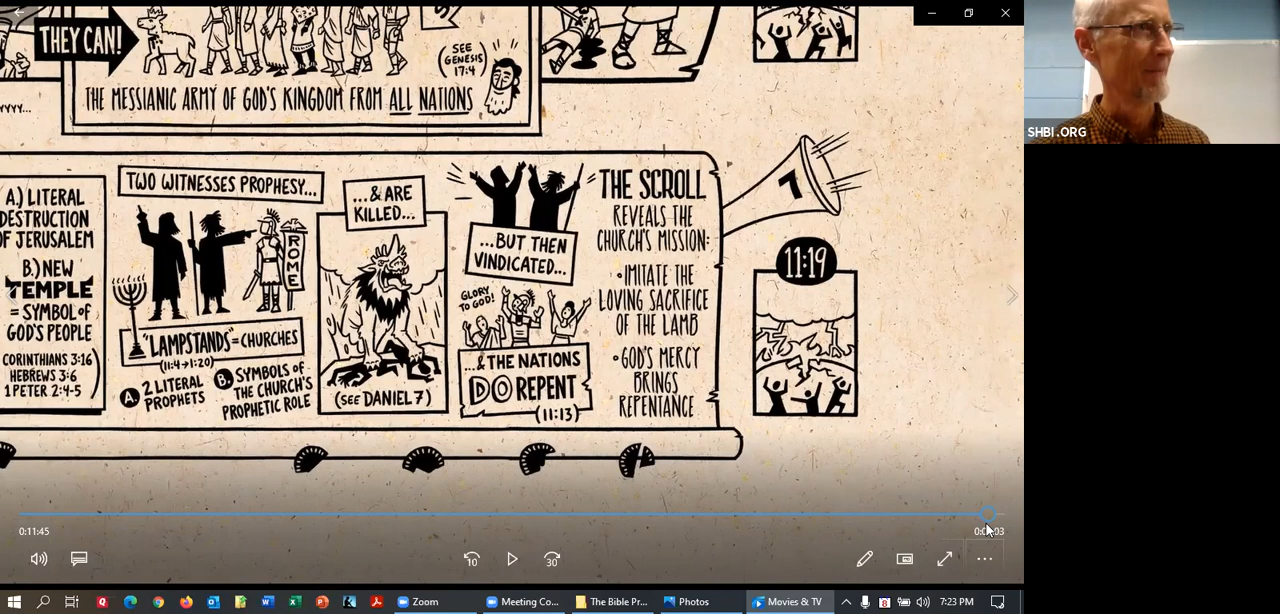 THEY CAN!
(SEE
GENESIS
17:4)
THE MESSIANIC ARMY OF GOD'S KINGDOM FROM ALL NATIONS
SHBI.ORG
A.) LITERAL
DESTRUCTION
OF JERUSALEM
B.) NEW
TEMPLE
= SYMBOL OF
GOD'S PEOPLE
CORINTHIANS 3:16
HEBREWS 3:6
1 PETER 2:4-5
TWO WITNESSES PROPHESY...
ROME
"LAMPSTANDS"=CHURCHES
(11:4→1:20)
A. 2 LITERAL
PROPHETS
B. SYMBOLS OF
THE CHURCH'S
PROPHETIC ROLE
...& ARE
KILLED...
(SEE DANIEL 7)
...BUT THEN
VINDICATED...
GLORY
TO GOD!
...& THE NATIONS
DO REPENT
(11:13)
THE SCROLL
REVEALS THE
CHURCH'S MISSION:
•IMITATE THE
LOVING SACRIFICE
OF THE LAMB
•GOD'S MERCY
BRINGS
REPENTANCE
7
11:19
0:11:45
10
30
Zoom
Meeting Co...
The Bible Pr...
Photos
Movies & TV
7:23 PM